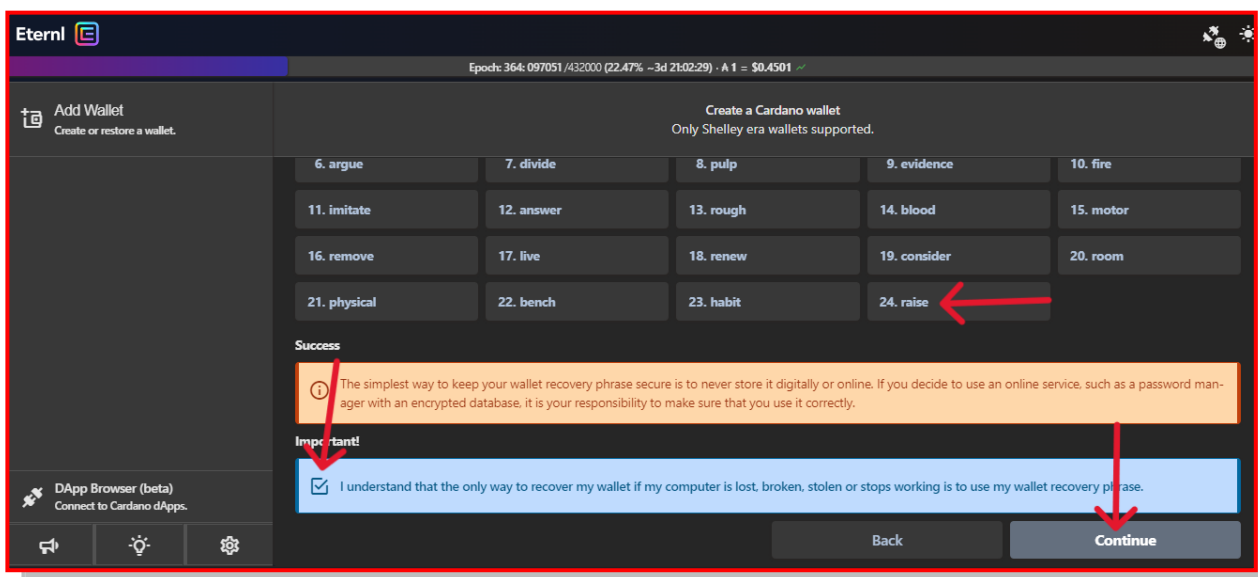 Eternl
Epoch: 364: 097051 /432000 (22.47% ~3d 21:02:29) · ₳ 1 = $0.4501
Add Wallet
Create or restore a wallet.
Create a Cardano wallet
Only Shelley era wallets supported.
6. argue 7. divide 8. pulp 9. evidence 10. fire
11. imitate 12. answer 13. rough 14. blood 15. motor
16. remove 17. live 18. renew 19. consider 20. room
21. physical 22. bench 23. habit 24. raise
Success
The simplest way to keep your wallet recovery phrase secure is to never store it digitally or online. If you decide to use an online service, such as a password man-
ager with an encrypted database, it is your responsibility to make sure that you use it correctly.
Important!
I understand that the only way to recover my wallet if my computer is lost, broken, stolen or stops working is to use my wallet recovery phrase.
DApp Browser (beta)
Connect to Cardano dApps.
Back Continue